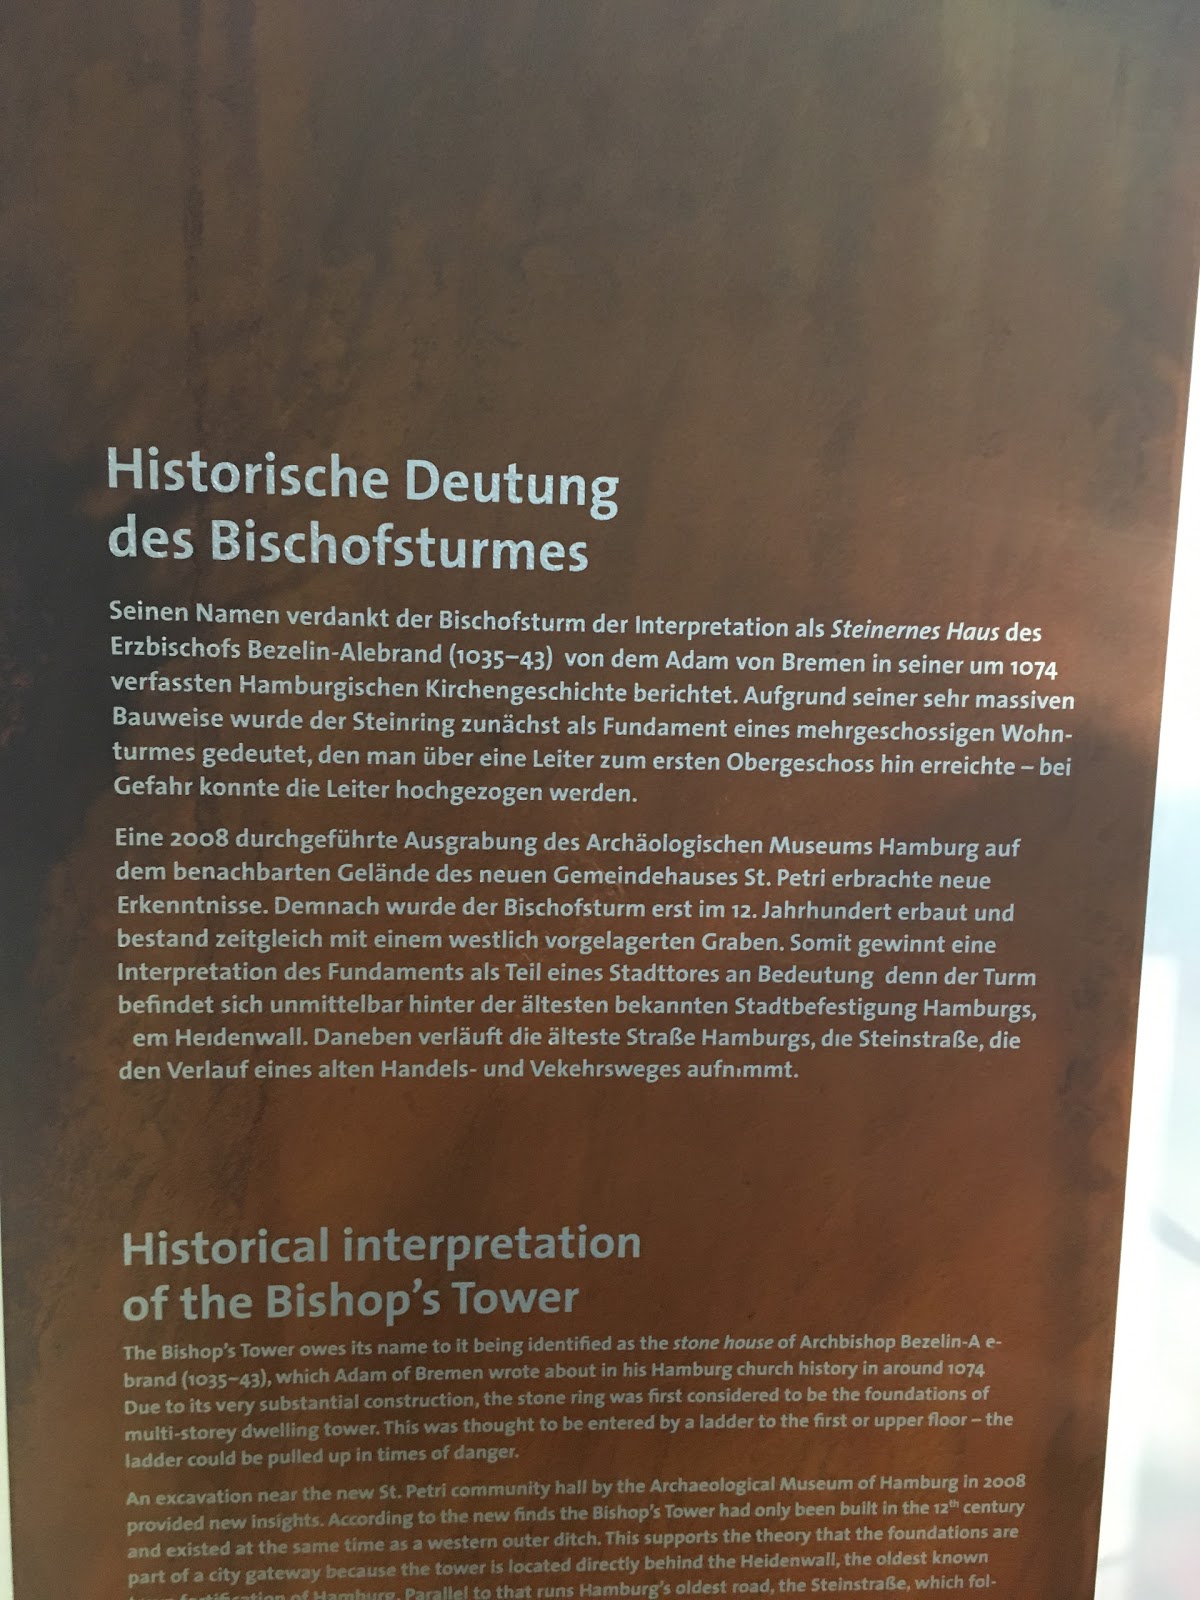 Historische Deutung
des Bischofsturmes
Seinen Namen verdankt der Bischofsturm der Interpretation als Steinernes Haus des
Erzbischofs Bezelin-Alebrand (1035–43) von dem Adam von Bremen in seiner um 1074
verfassten Hamburgischen Kirchengeschichte berichtet. Aufgrund seiner sehr massiven
Bauweise wurde der Steinring zunächst als Fundament eines mehrgeschossigen Wohn-
turmes gedeutet, den man über eine Leiter zum ersten Obergeschoss hin erreichte – bei
Gefahr konnte die Leiter hochgezogen werden.
Eine 2008 durchgeführte Ausgrabung des Archäologischen Museums Hamburg auf
dem benachbarten Gelände des neuen Gemeindehauses St. Petri erbrachte neue
Erkenntnisse. Demnach wurde der Bischofsturm erst im 12. Jahrhundert erbaut und
bestand zeitgleich mit einem westlich vorgelagerten Graben. Somit gewinnt eine
Interpretation des Fundaments als Teil eines Stadttores an Bedeutung denn der Turm
befindet sich unmittelbar hinter der ältesten bekannten Stadtbefestigung Hamburgs,
em Heidenwall. Daneben verläuft die älteste Straße Hamburgs, die Steinstraße, die
den Verlauf eines alten Handels- und Vekehrsweges aufnimmt.
Historical interpretation
of the Bishop's Tower
The Bishop's Tower owes its name to it being identified as the stone house of Archbishop Bezelin-A e-
brand (1035–43), which Adam of Bremen wrote about in his Hamburg church history in around 1074
Due to its very substantial construction, the stone ring was first considered to be the foundations of
multi-storey dwelling tower. This was thought to be entered by a ladder to the first or upper floor – the
ladder could be pulled up in times of danger.
An excavation near the new St. Petri community hall by the Archaeological Museum of Hamburg in 2008
provided new insights. According to the new finds the Bishop's Tower had only been built in the 12th century
and existed at the same time as a western outer ditch. This supports the theory that the foundations are
part of a city gateway because the tower is located directly behind the Heidenwall, the oldest known
fortification of Hamburg. Parallel to that runs Hamburg's oldest road, the Steinstraße, which fol-